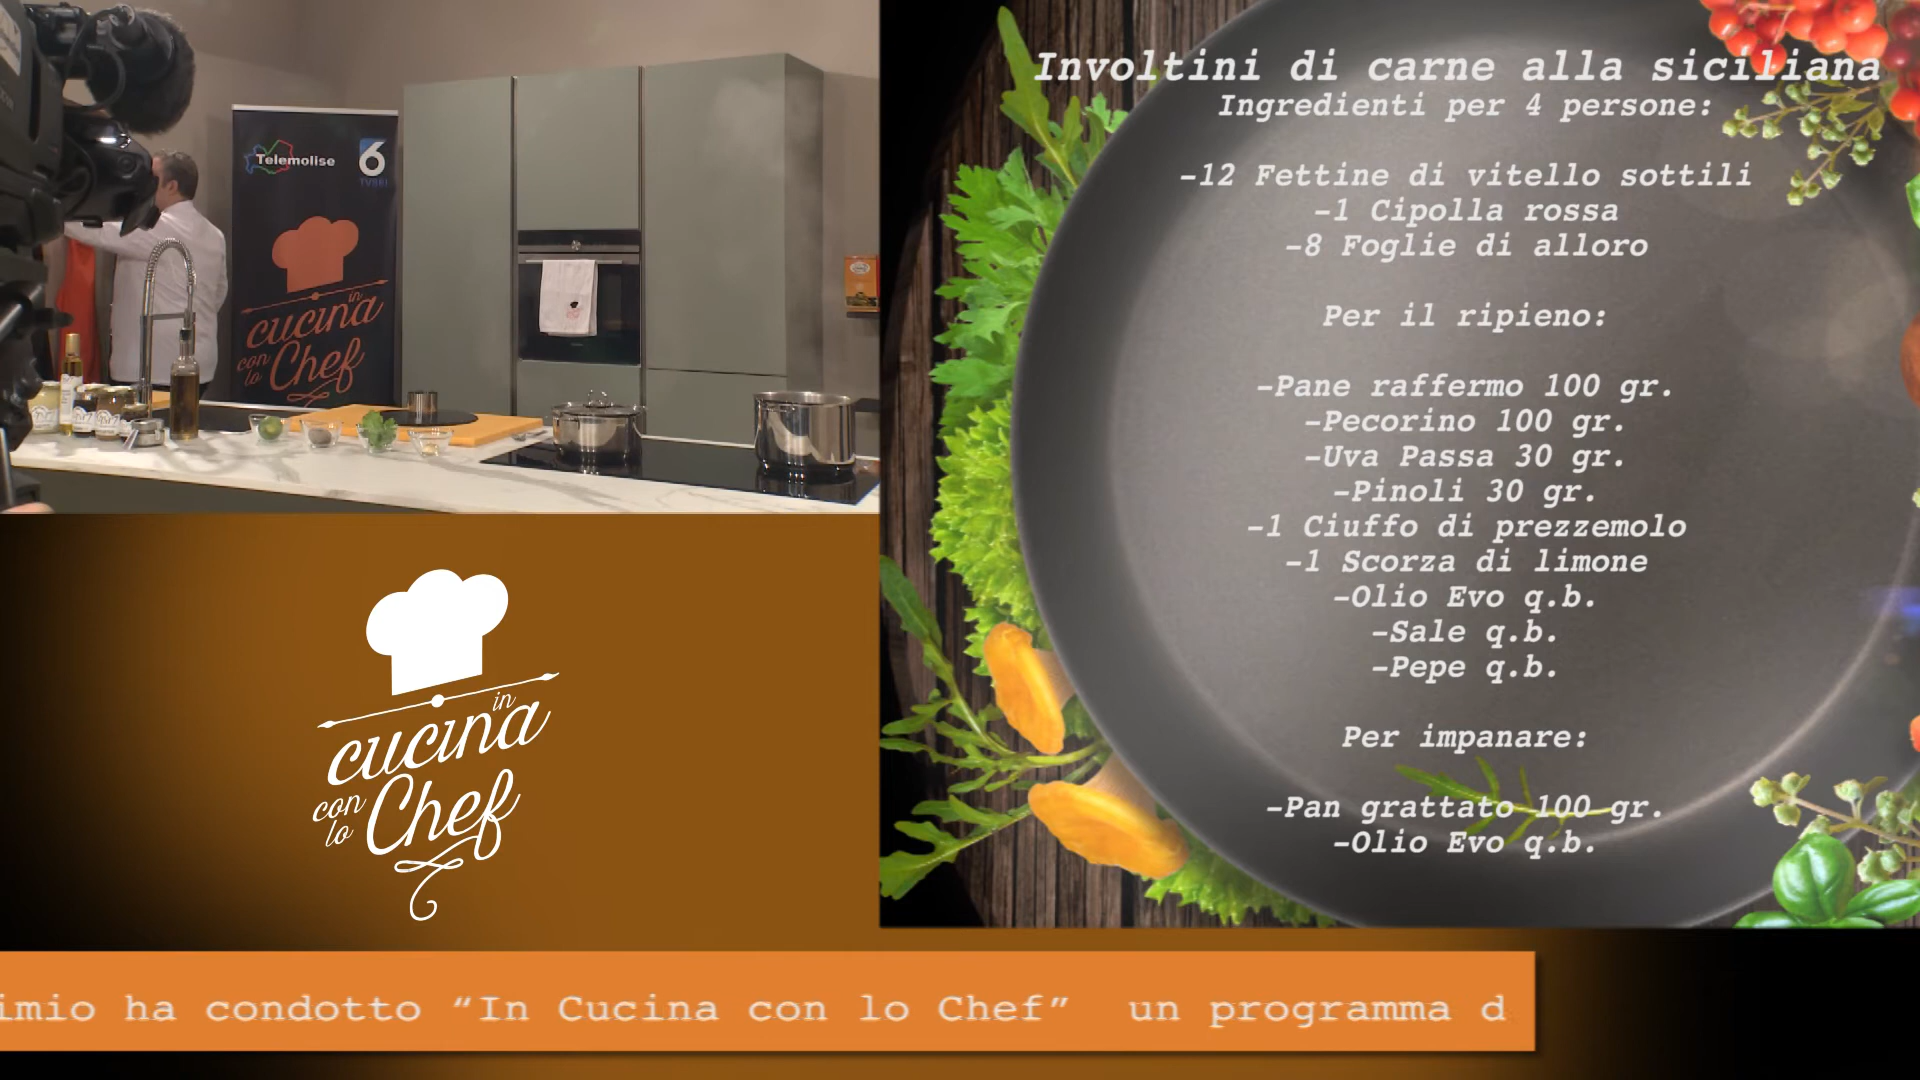 Telemolise
6
in
cucina
con
lo
Chef
Involtini di carne alla siciliana
Ingredienti per 4 persone:
-12 Fettine di vitello sottili
-1 Cipolla rossa
-8 Foglie di alloro
Per il ripieno:
-Pane raffermo 100 gr.
-Pecorino 100 gr.
-Uva Passa 30 gr.
-Pinoli 30 gr.
-1 Ciuffo di prezzemolo
-1 Scorza di limone
-Olio Evo q.b.
-Sale q.b.
-Pepe q.b.
Per impanare:
-Pan grattato 100 gr.
-Olio Evo q.b.
in
cucina
con
lo
Chef
imio ha condotto “In Cucina con lo Chef” un programma d